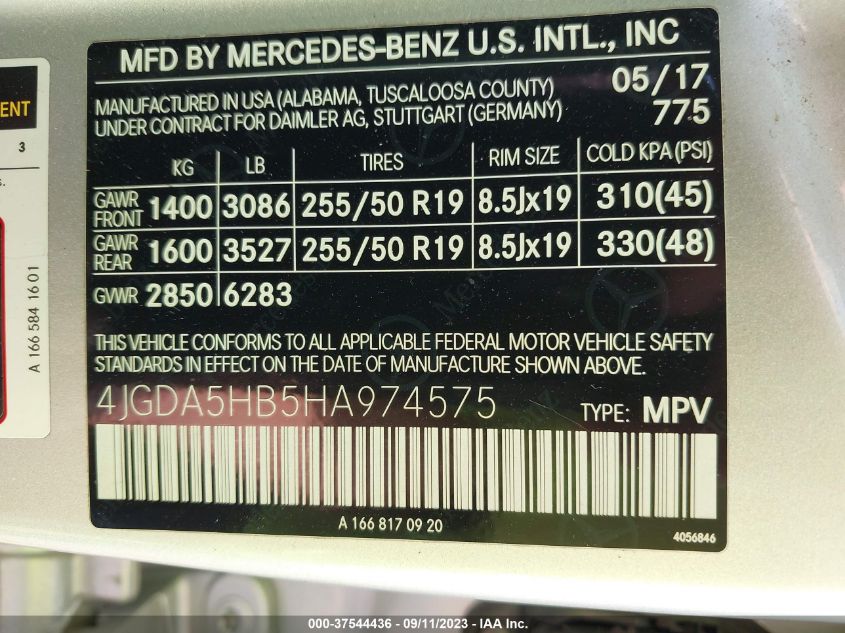 MFD BY MERCEDES-BENZ U.S. INTL., INC
MANUFACTURED IN USA (ALABAMA, TUSCALOOSA COUNTY) 05/17
UNDER CONTRACT FOR DAIMLER AG, STUTTGART (GERMANY) 775
KG LB TIRES RIM SIZE COLD KPA (PSI)
GAWR FRONT 1400 3086 255/50 R19 8.5Jx19 310(45)
GAWR REAR 1600 3527 255/50 R19 8.5Jx19 330(48)
GVWR 2850 6283
THIS VEHICLE CONFORMS TO ALL APPLICABLE FEDERAL MOTOR VEHICLE SAFETY
STANDARDS IN EFFECT ON THE DATE OF MANUFACTURE SHOWN ABOVE.
4JGDA5HB5HA974575 TYPE: MPV
A 166 817 09 20
4056846
ENT
3
s.
A 166 584 16 01
000-37544436 - 09/11/2023 - IAA Inc.